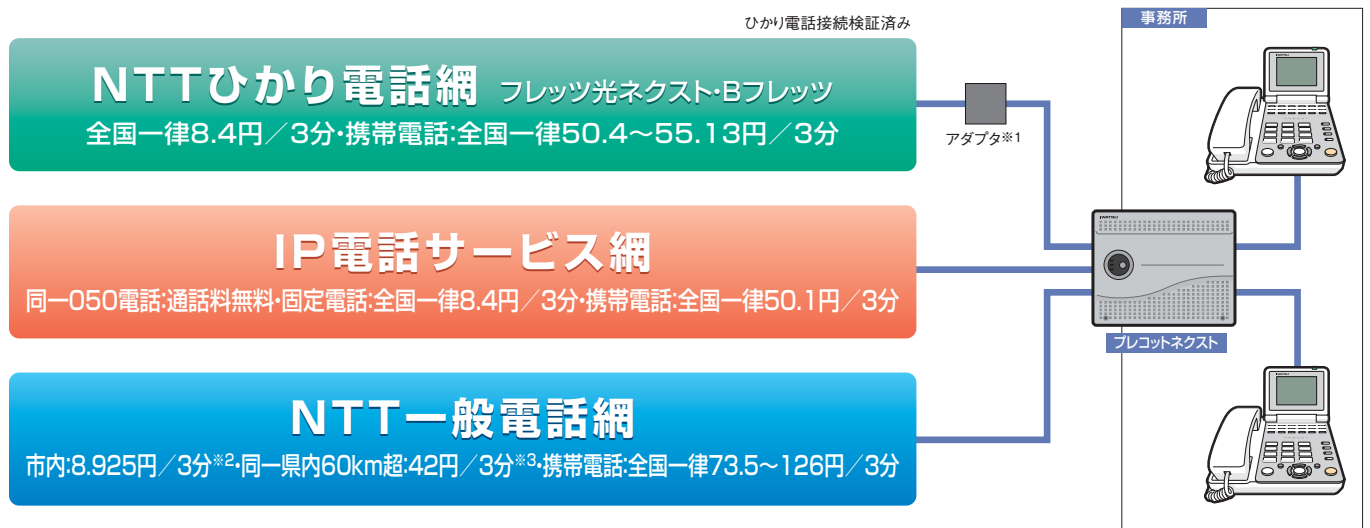 ひかり電話接続検証済み
事務所
NTTひかり電話網 フレッツ光ネクスト・Bフレッツ
全国一律8.4円／3分・携帯電話:全国一律50.4〜55.13円／3分
アダプタ※1
IP電話サービス網
同一050電話:通話料無料・固定電話:全国一律8.4円／3分・携帯電話:全国一律50.1円／3分
IWATSU
プレコットネクスト
NTT一般電話網
市内:8.925円／3分※2・同一県内60km超:42円／3分※3・携帯電話:全国一律73.5〜126円／3分